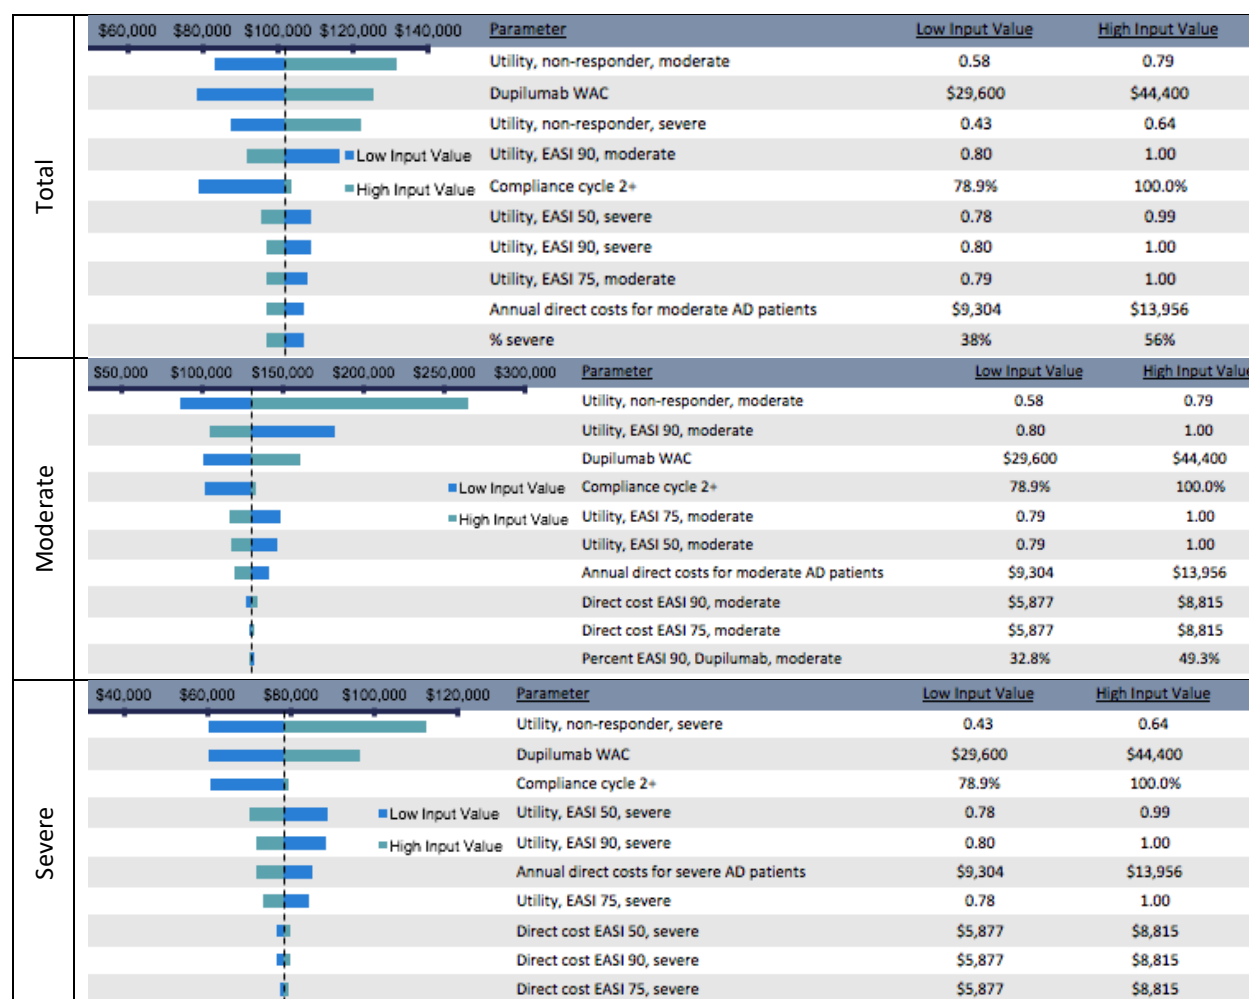 Total
$60,000 $80,000 $100,000 $120,000 $140,000 Parameter Low Input Value High Input Value
Utility, non-responder, moderate 0.58 0.79
Dupilumab WAC $29,600 $44,400
Utility, non-responder, severe 0.43 0.64
Low Input Value Utility, EASI 90, moderate 0.80 1.00
High Input Value Compliance cycle 2+ 78.9% 100.0%
Utility, EASI 50, severe 0.78 0.99
Utility, EASI 90, severe 0.80 1.00
Utility, EASI 75, moderate 0.79 1.00
Annual direct costs for moderate AD patients $9,304 $13,956
% severe 38% 56%
Moderate
$50,000 $100,000 $150,000 $200,000 $250,000 $300,000 Parameter Low Input Value High Input Value
Utility, non-responder, moderate 0.58 0.79
Utility, EASI 90, moderate 0.80 1.00
Dupilumab WAC $29,600 $44,400
Low Input Value Compliance cycle 2+ 78.9% 100.0%
High Input Value Utility, EASI 75, moderate 0.79 1.00
Utility, EASI 50, moderate 0.79 1.00
Annual direct costs for moderate AD patients $9,304 $13,956
Direct cost EASI 90, moderate $5,877 $8,815
Direct cost EASI 75, moderate $5,877 $8,815
Percent EASI 90, Dupilumab, moderate 32.8% 49.3%
Severe
$40,000 $60,000 $80,000 $100,000 $120,000 Parameter Low Input Value High Input Value
Utility, non-responder, severe 0.43 0.64
Dupilumab WAC $29,600 $44,400
Compliance cycle 2+ 78.9% 100.0%
Low Input Value Utility, EASI 50, severe 0.78 0.99
High Input Value Utility, EASI 90, severe 0.80 1.00
Annual direct costs for severe AD patients $9,304 $13,956
Utility, EASI 75, severe 0.78 1.00
Direct cost EASI 50, severe $5,877 $8,815
Direct cost EASI 90, severe $5,877 $8,815
Direct cost EASI 75, severe $5,877 $8,815